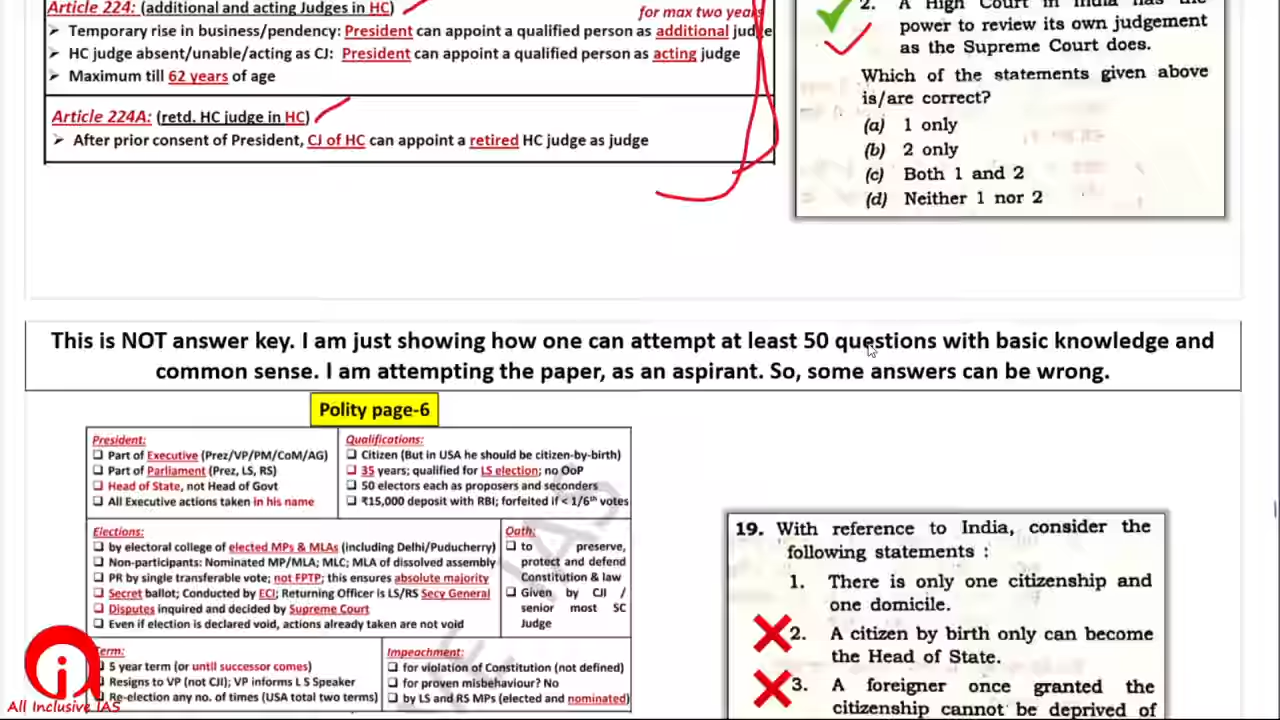 Article 224: (additional and acting Judges in HC)
for max two years
➢ Temporary rise in business/pendency: President can appoint a qualified person as additional judge
➢ HC judge absent/unable/acting as CJ: President can appoint a qualified person as acting judge
➢ Maximum till 62 years of age
Article 224A: (retd. HC judge in HC)
➢ After prior consent of President, CJ of HC can appoint a retired HC judge as judge
2. A High Court in India has the
power to review its own judgement
as the Supreme Court does.
Which of the statements given above
is/are correct?
(a) 1 only
(b) 2 only
(c) Both 1 and 2
(d) Neither 1 nor 2
This is NOT answer key. I am just showing how one can attempt at least 50 questions with basic knowledge and
common sense. I am attempting the paper, as an aspirant. So, some answers can be wrong.
Polity page-6
President:
❑ Part of Executive (Prez/VP/PM/CoM/AG)
❑ Part of Parliament (Prez, LS, RS)
❑ Head of State, not Head of Govt
❑ All Executive actions taken in his name
Qualifications:
❑ Citizen (But in USA he should be citizen-by-birth)
❑ 35 years; qualified for LS election; no OoP
❑ 50 electors each as proposers and seconders
❑ ₹15,000 deposit with RBI; forfeited if < 1/6th votes
Elections:
❑ by electoral college of elected MPs & MLAs (including Delhi/Puducherry)
❑ Non-participants: Nominated MP/MLA; MLC; MLA of dissolved assembly
❑ PR by single transferable vote; not FPTP; this ensures absolute majority
❑ Secret ballot; Conducted by ECI; Returning Officer is LS/RS Secy General
❑ Disputes inquired and decided by Supreme Court
❑ Even if election is declared void, actions already taken are not void
Oath:
❑ to preserve,
protect and defend
Constitution & law
❑ Given by CJI /
senior most SC
Judge
Term:
5 year term (or until successor comes)
Resigns to VP (not CJI); VP informs L S Speaker
Re-election any no. of times (USA total two terms)
Impeachment:
❑ for violation of Constitution (not defined)
❑ for proven misbehaviour? No
❑ by LS and RS MPs (elected and nominated)
19. With reference to India, consider the
following statements :
1. There is only one citizenship and
one domicile.
2. A citizen by birth only can become
the Head of State.
3. A foreigner once granted the
citizenship cannot be deprived of
All Inclusive IAS